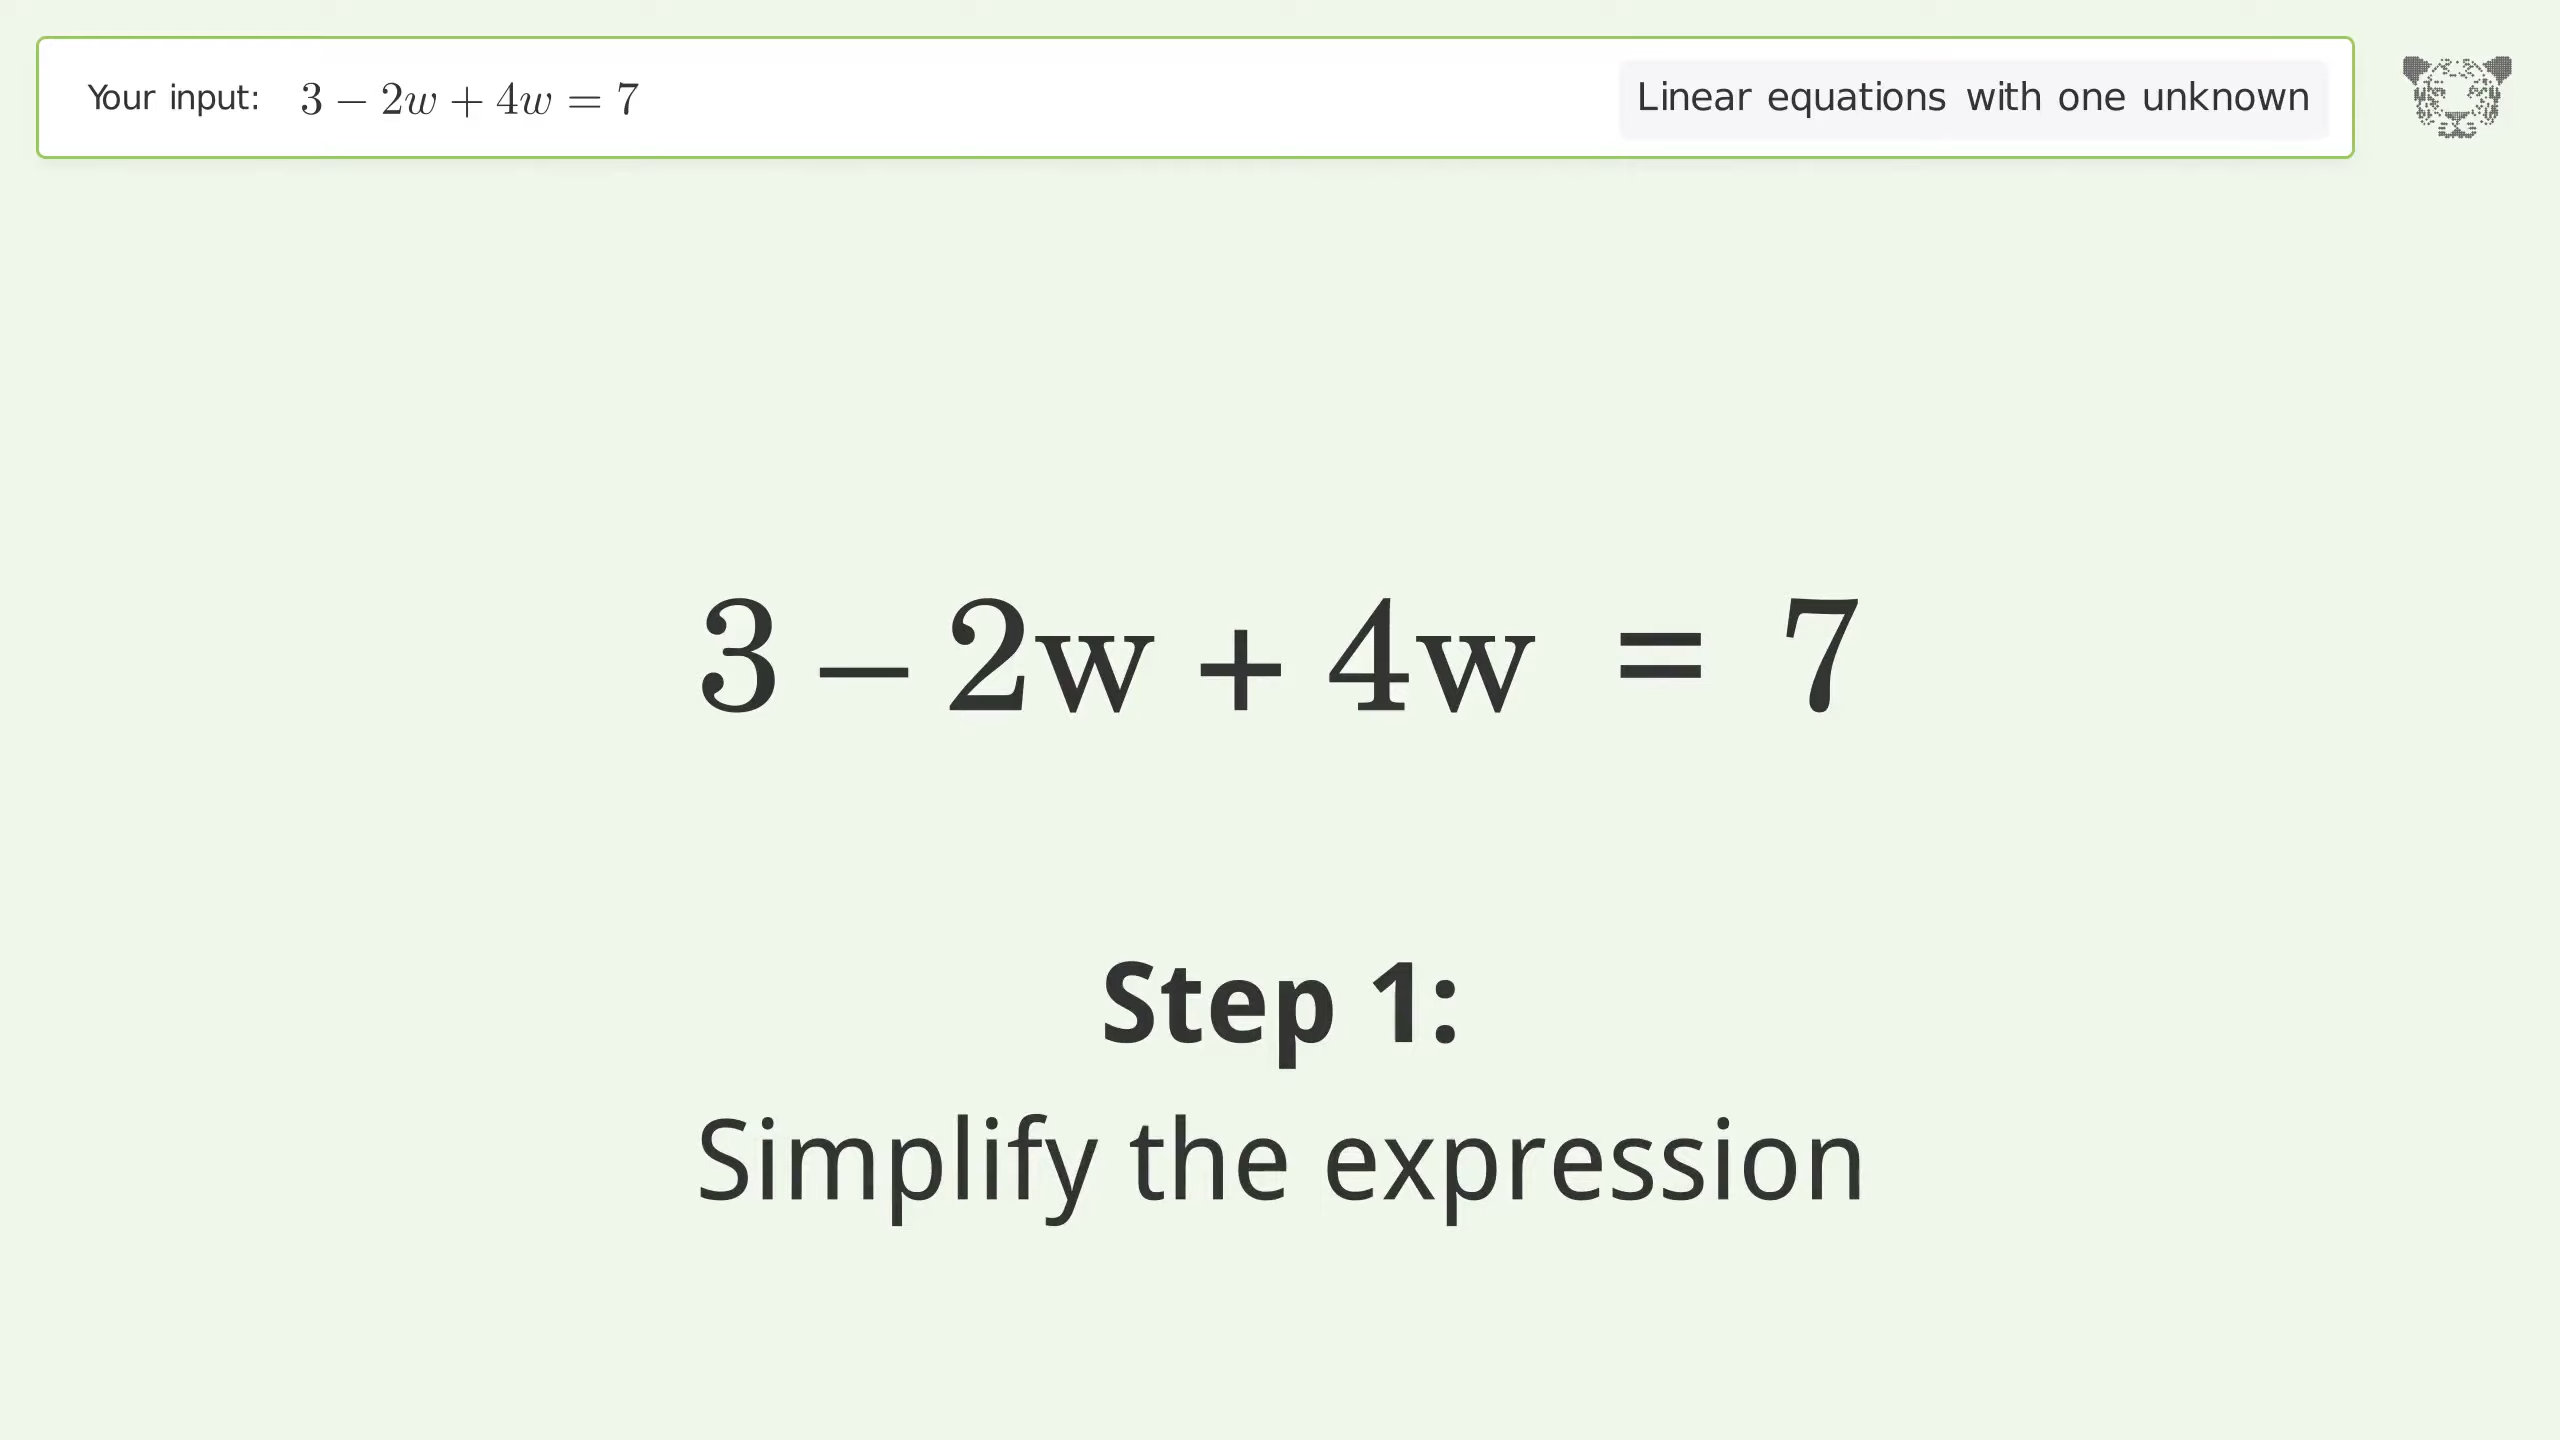 Your input: 3 − 2w + 4w = 7
Linear equations with one unknown
3 – 2w + 4w = 7
Step 1:
Simplify the expression